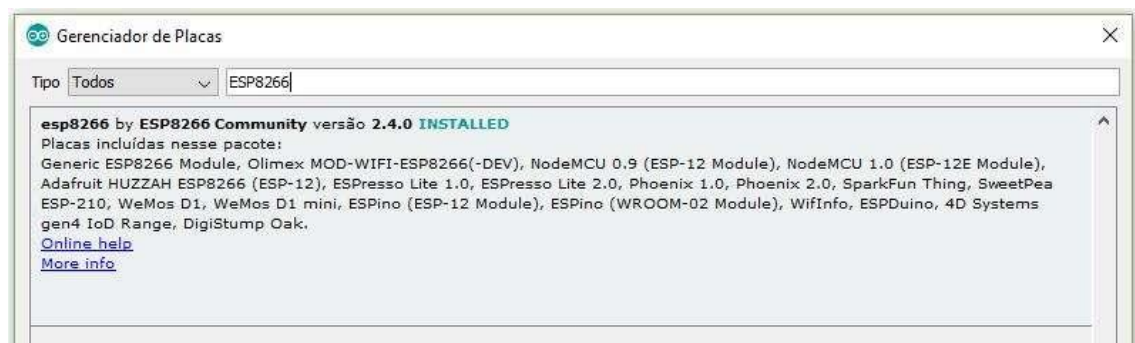 Gerenciador de Placas
Tipo Todos ESP8266
esp8266 by ESP8266 Community versão 2.4.0 INSTALLED
Placas incluídas nesse pacote:
Generic ESP8266 Module, Olimex MOD-WIFI-ESP8266(-DEV), NodeMCU 0.9 (ESP-12 Module), NodeMCU 1.0 (ESP-12E Module),
Adafruit HUZZAH ESP8266 (ESP-12), ESPresso Lite 1.0, ESPresso Lite 2.0, Phoenix 1.0, Phoenix 2.0, SparkFun Thing, SweetPea
ESP-210, WeMos D1, WeMos D1 mini, ESPino (ESP-12 Module), ESPino (WROOM-02 Module), WifInfo, ESPDuino, 4D Systems
gen4 IoD Range, DigiStump Oak.
Online help
More info